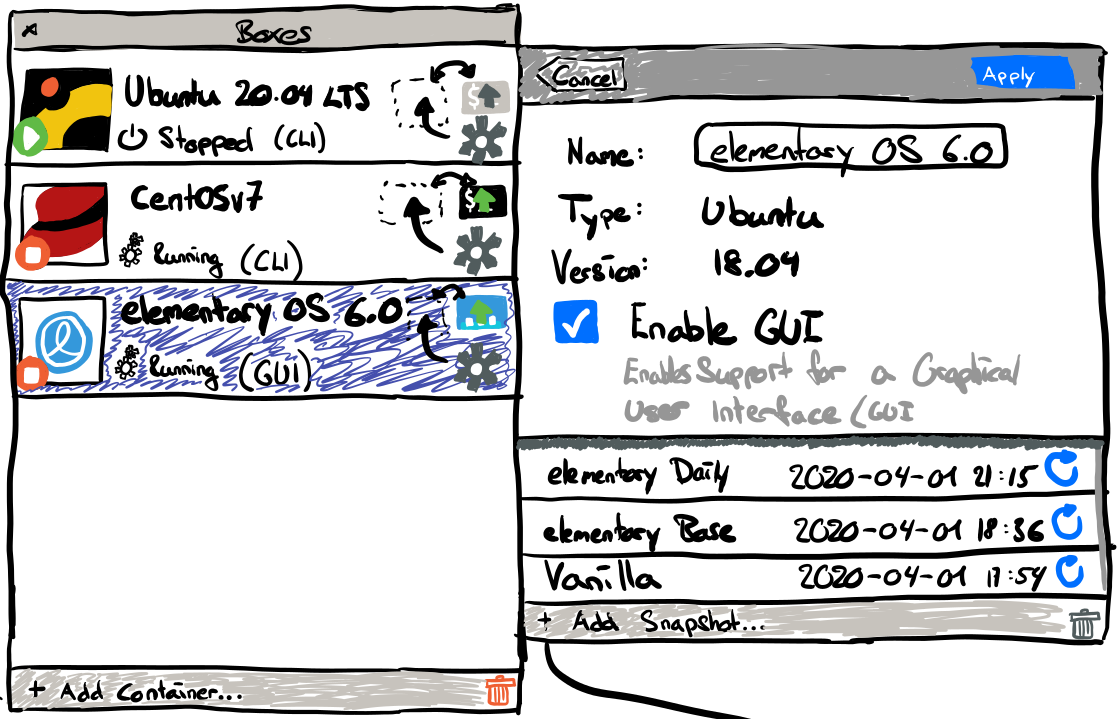 Boxes
Ubuntu 20.04 LTS
Stopped (CLI)
CentOSv7
Running (CLI)
elementary OS 6.0
Running (GUI)
+ Add Container...
Cancel
Apply
Name: elementary OS 6.0
Type: Ubuntu
Version: 18.04
Enable GUI
Enables Support for a Graphical
User Interface (GUI
elementary Daily 2020-04-01 21:15
elementary Base 2020-04-01 18:36
Vanilla 2020-04-01 17:54
+ Add Snapshot...